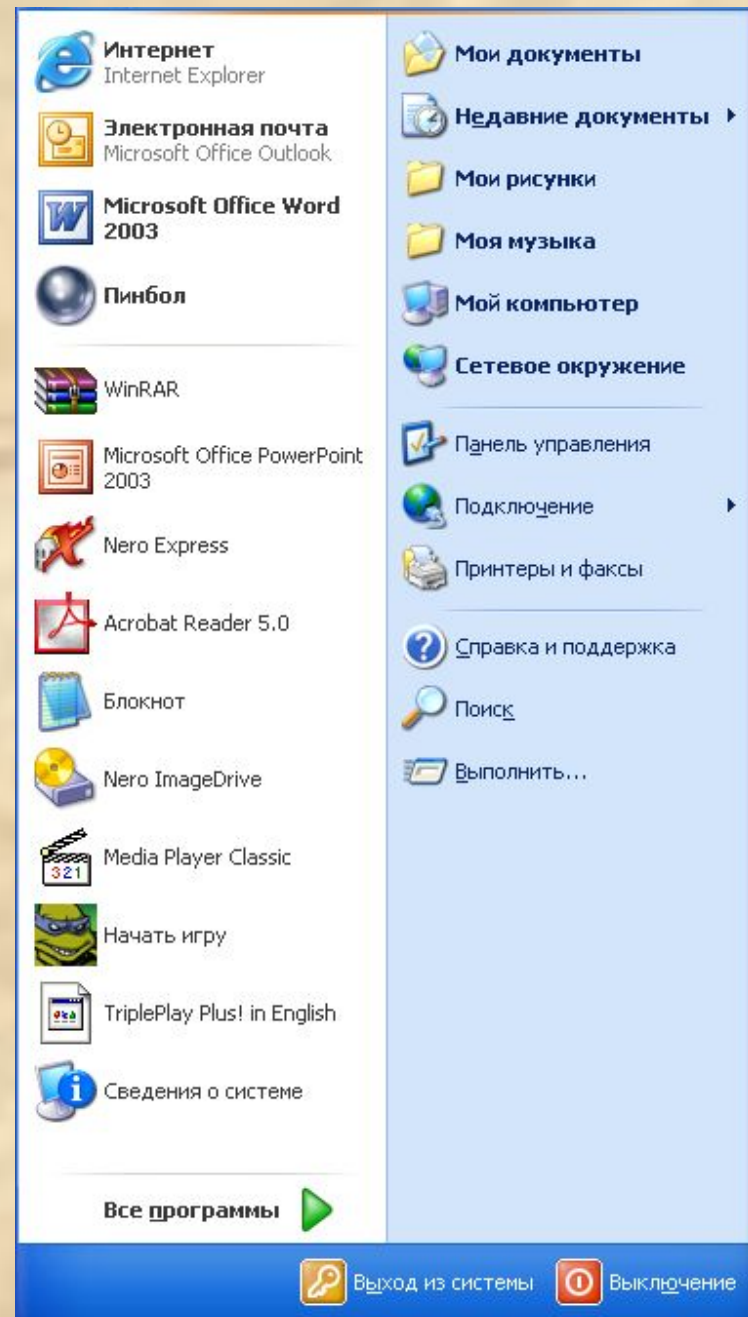 Интернет
Internet Explorer
Электронная почта
Microsoft Office Outlook
Microsoft Office Word
2003
Пинбол
WinRAR
Microsoft Office PowerPoint
2003
Nero Express
Acrobat Reader 5.0
Блокнот
Nero ImageDrive
Media Player Classic
321
Начать игру
TriplePlay Plus! in English
Сведения о системе
Все программы
Мои документы
Недавние документы
Мои рисунки
Моя музыка
Мой компьютер
Сетевое окружение
Панель управления
Подключение
Принтеры и факсы
Справка и поддержка
Поиск
Выполнить...
Выход из системы
Выключение